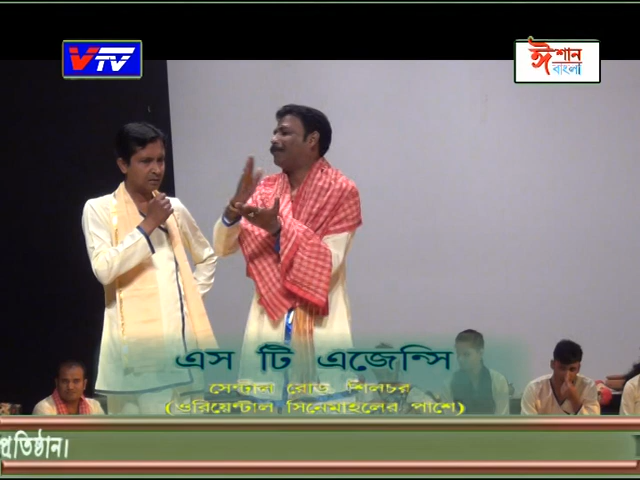 VTV
ঈশান
বাংলা
এস টি এজেন্সি
সেন্ট্রাল রোড, শিলচর
(ওরিয়েন্টাল সিনেমাহলের পাশে)
প্রতিষ্ঠান।